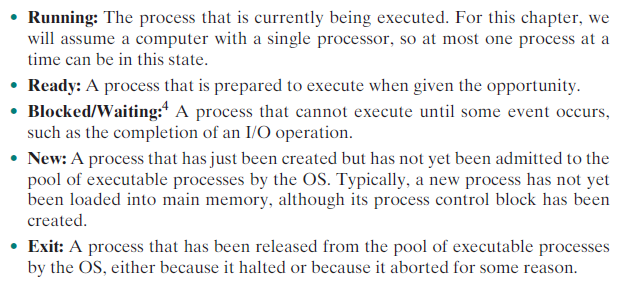 • Running: The process that is currently being executed. For this chapter, we
will assume a computer with a single processor, so at most one process at a
time can be in this state.
• Ready: A process that is prepared to execute when given the opportunity.
• Blocked/Waiting:⁴ A process that cannot execute until some event occurs,
such as the completion of an I/O operation.
• New: A process that has just been created but has not yet been admitted to the
pool of executable processes by the OS. Typically, a new process has not yet
been loaded into main memory, although its process control block has been
created.
• Exit: A process that has been released from the pool of executable processes
by the OS, either because it halted or because it aborted for some reason.